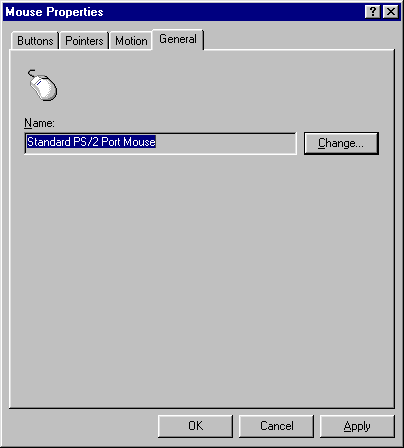 Mouse Properties
Buttons Pointers Motion General
Name:
Standard PS/2 Port Mouse
Change...
OK Cancel Apply